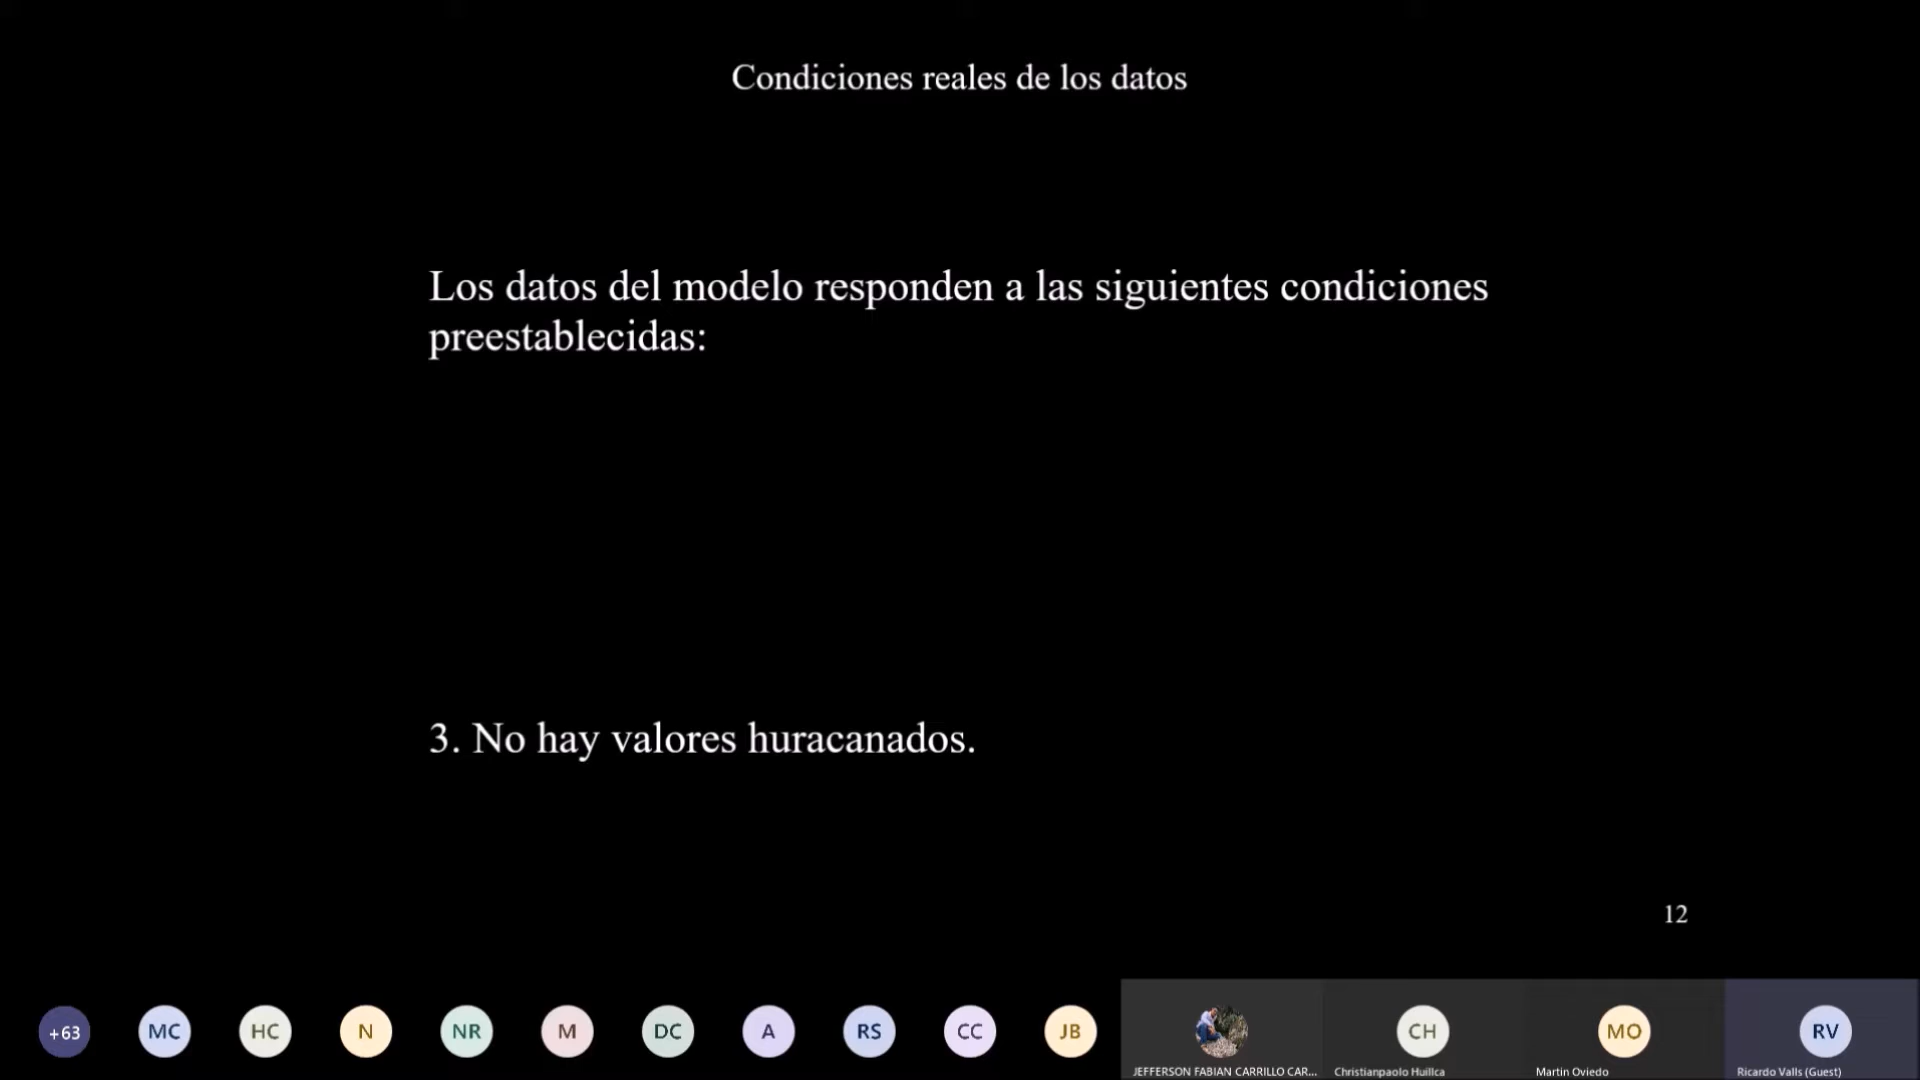 Condiciones reales de los datos
Los datos del modelo responden a las siguientes condiciones
preestablecidas:
3. No hay valores huracanados.
12
+63
MC
HC
N
NR
M
DC
A
RS
CC
JB
CH
MO
RV
JEFFERSON FABIAN CARRILLO CAR...
Christianpaolo Huillca
Martin Oviedo
Ricardo Valls (Guest)